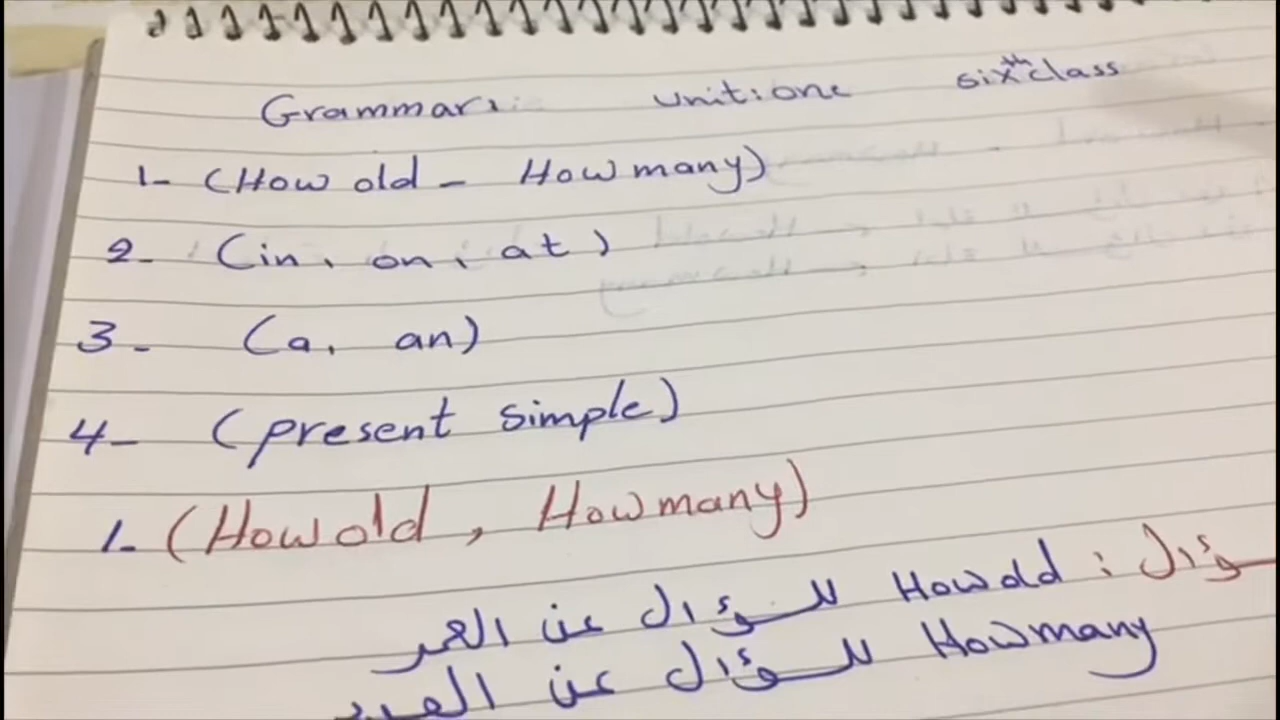 Grammar: unit:one sixth class
1- (How old - How many)
2- (in, on, at)
3- (a, an)
4- (present simple)
1- (How old, How many)
سؤال : How old للسؤال عن العمر
How many للسؤال عن العدد